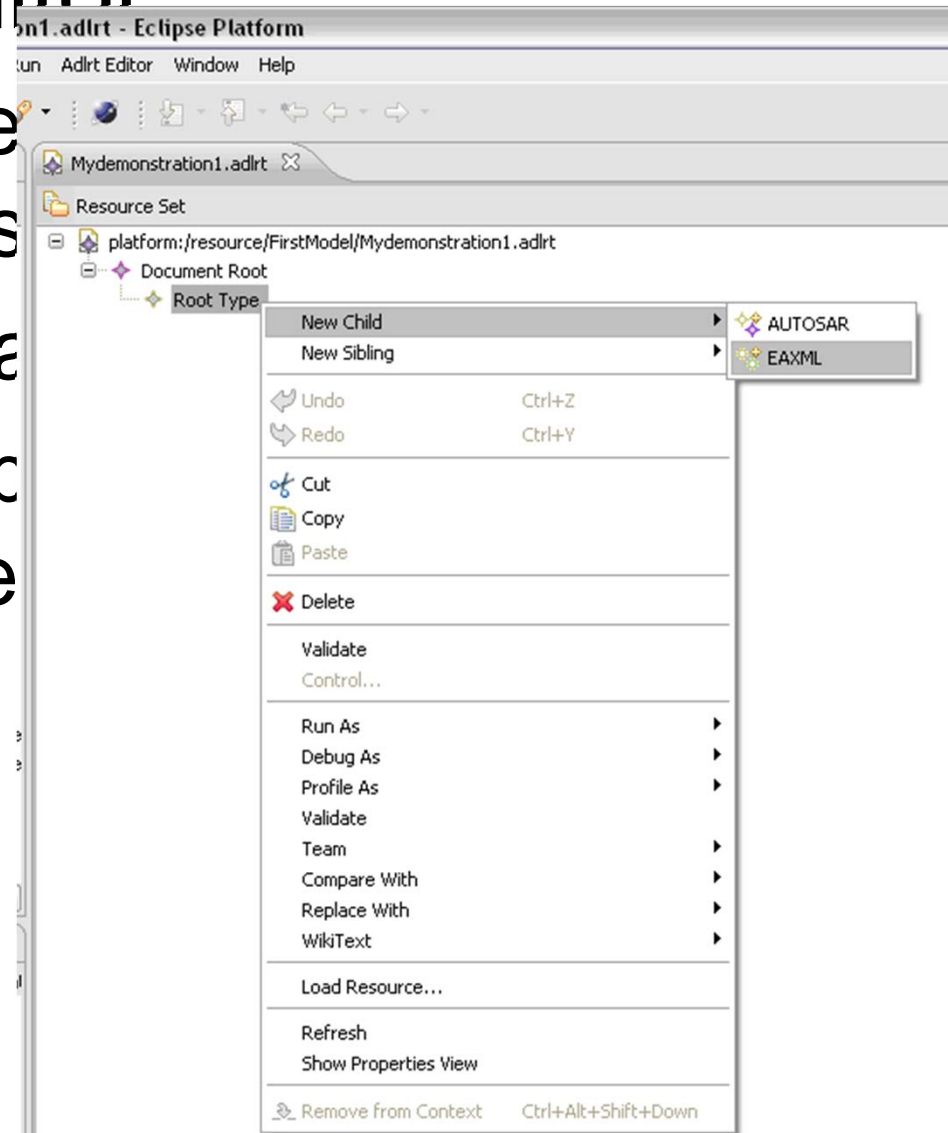 n1.adlrt - Eclipse Platform
un Adlrt Editor Window Help
Mydemonstration1.adlrt
Resource Set
platform:/resource/FirstModel/Mydemonstration1.adlrt
Document Root
Root Type
New Child
AUTOSAR
New Sibling
EAXML
Undo Ctrl+Z
Redo Ctrl+Y
Cut
Copy
Paste
Delete
Validate
Control...
Run As
Debug As
Profile As
Validate
Team
Compare With
Replace With
WikiText
Load Resource...
Refresh
Show Properties View
Remove from Context Ctrl+Alt+Shift+Down